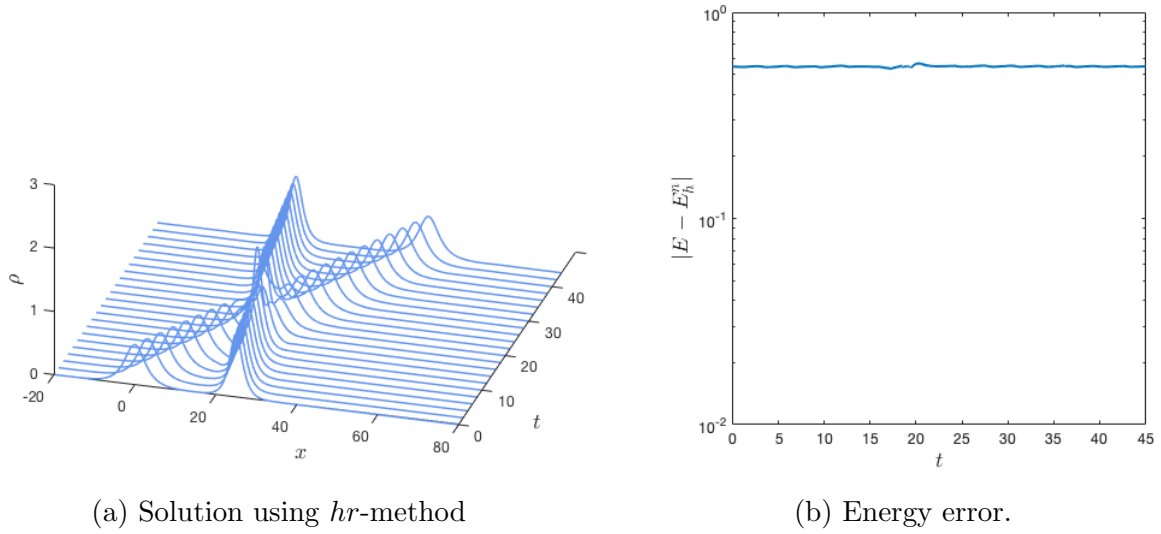 3
2
1
0
ρ
-20
0
20
40
60
80
x
0
10
20
30
40
t
(a) Solution using hr-method
10^0
10^-1
10^-2
|E − E_h^n|
0 5 10 15 20 25 30 35 40 45
t
(b) Energy error.